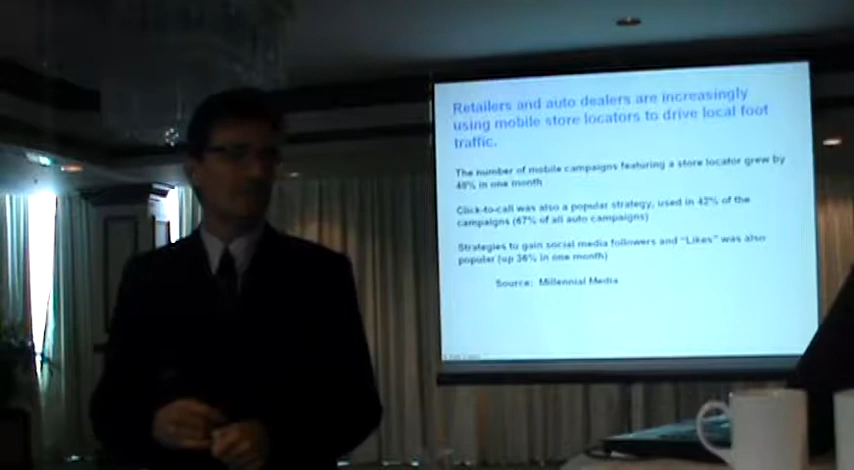 Retailers and auto dealers are increasingly
using mobile store locators to drive local foot
traffic.
The number of mobile campaigns featuring a store locator grew by
48% in one month
Click-to-call was also a popular strategy, used in 42% of the
campaigns (67% of all auto campaigns)
Strategies to gain social media followers and "Likes" was also
popular (up 36% in one month)
Source: Millennial Media